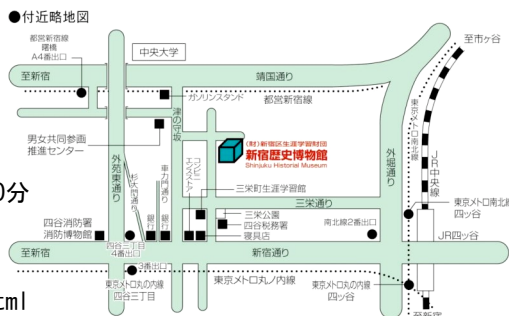 ●付近略地図
都営新宿線
曙橋
A4番出口
中央大学
至市ヶ谷
至新宿
靖国通り
ガソリンスタンド
都営新宿線
津の守坂
男女共同参画
推進センター
(財)新宿区生涯学習財団
新宿歴史博物館
Shinjuku Historical Museum
東京メトロ南北線
JR中央線
外苑東通り
杉大門通り
車力門通り
コンビニ
エンスストア
外堀通り
0分
三栄町生涯学習館
三栄通り
三栄公園
四谷税務署
寝具店
南北線2番出口
東京メトロ南北線
四ツ谷
四谷消防署
消防博物館
四谷三丁目
4番出口
銀行
銀行
JR四ツ谷
至新宿
新宿通り
3番出口
東京メトロ丸の内線
四谷三丁目
東京メトロ丸ノ内線
東京メトロ丸の内線
四ツ谷
tml
至新宿